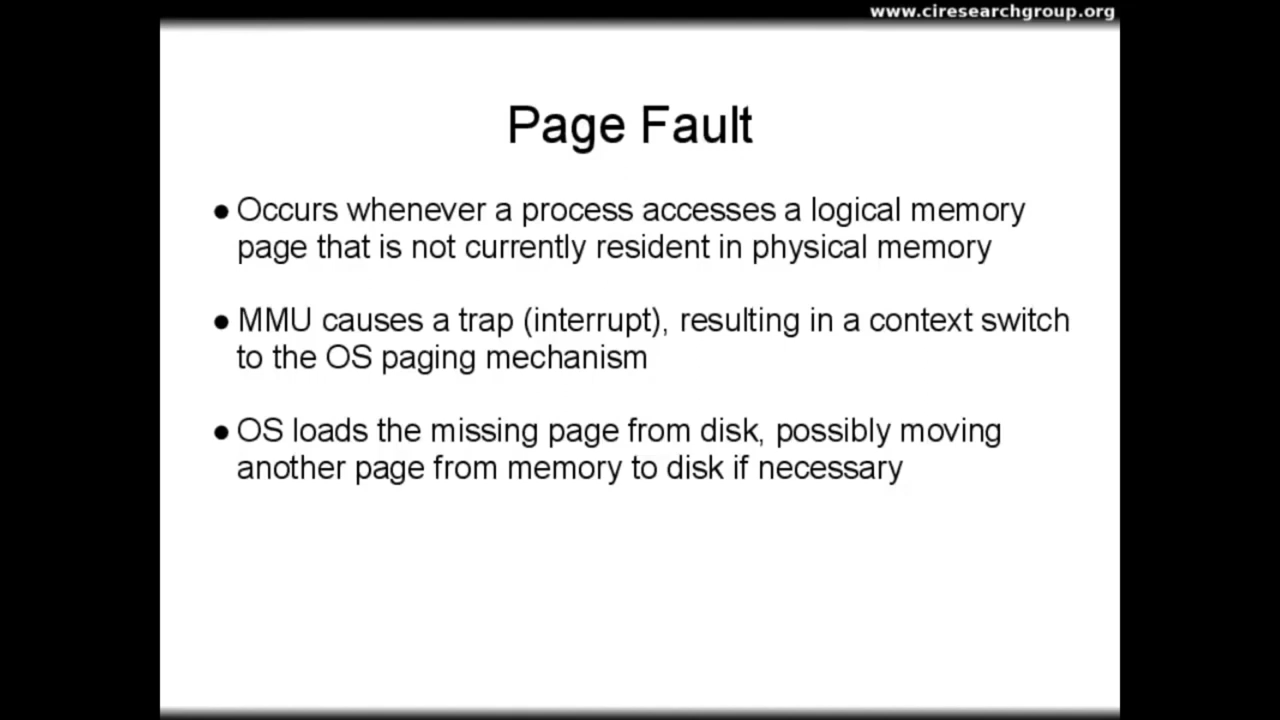 www.ciresearchgroup.org
Page Fault
● Occurs whenever a process accesses a logical memory
page that is not currently resident in physical memory
● MMU causes a trap (interrupt), resulting in a context switch
to the OS paging mechanism
● OS loads the missing page from disk, possibly moving
another page from memory to disk if necessary